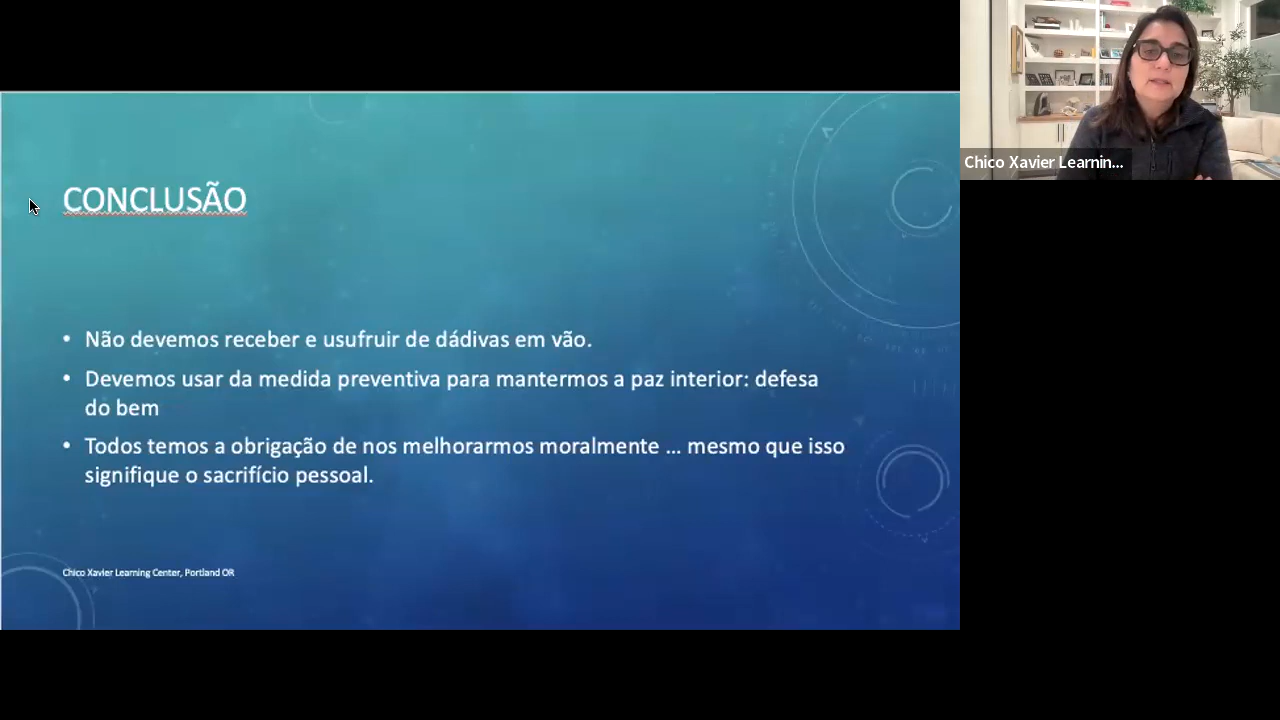 CONCLUSÃO
• Não devemos receber e usufruir de dádivas em vão.
• Devemos usar da medida preventiva para mantermos a paz interior: defesa
do bem
• Todos temos a obrigação de nos melhorarmos moralmente ... mesmo que isso
signifique o sacrifício pessoal.
Chico Xavier Learning Center, Portland OR
Chico Xavier Learnin...